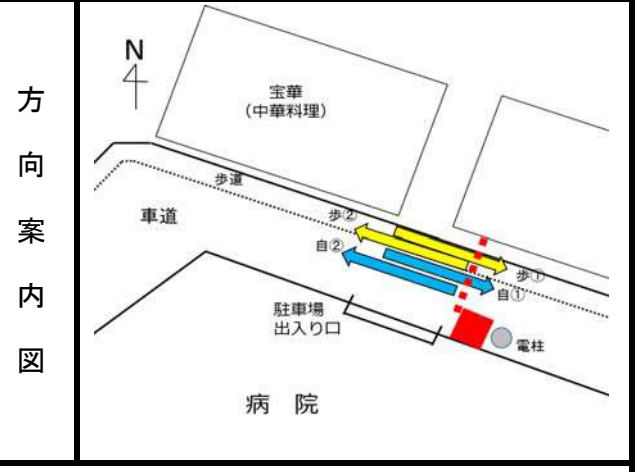 方向案内図
N
宝華
(中華料理)
歩道
車道
歩②
自②
歩①
自①
駐車場
出入り口
電柱
病院